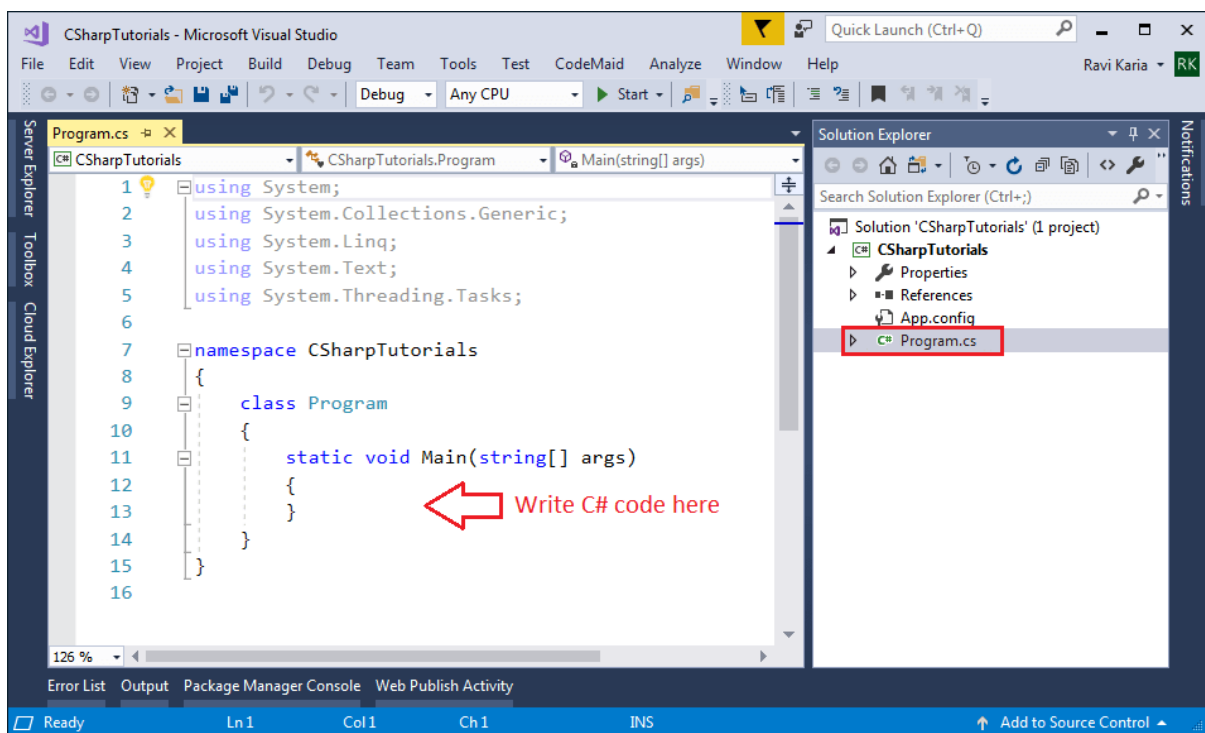 CSharpTutorials - Microsoft Visual Studio
Quick Launch (Ctrl+Q)
File Edit View Project Build Debug Team Tools Test CodeMaid Analyze Window Help Ravi Karia RK
Debug Any CPU Start
Server Explorer
Toolbox
Cloud Explorer
Program.cs
CSharpTutorials CSharpTutorials.Program Main(string[] args)
1 using System;
2 using System.Collections.Generic;
3 using System.Linq;
4 using System.Text;
5 using System.Threading.Tasks;
6
7 namespace CSharpTutorials
8 {
9 class Program
10 {
11 static void Main(string[] args)
12 {
13 }
14 }
15 }
16
Write C# code here
126 %
Solution Explorer
Search Solution Explorer (Ctrl+;)
Solution 'CSharpTutorials' (1 project)
C# CSharpTutorials
Properties
References
App.config
C# Program.cs
Notifications
Error List Output Package Manager Console Web Publish Activity
Ready Ln 1 Col 1 Ch 1 INS Add to Source Control